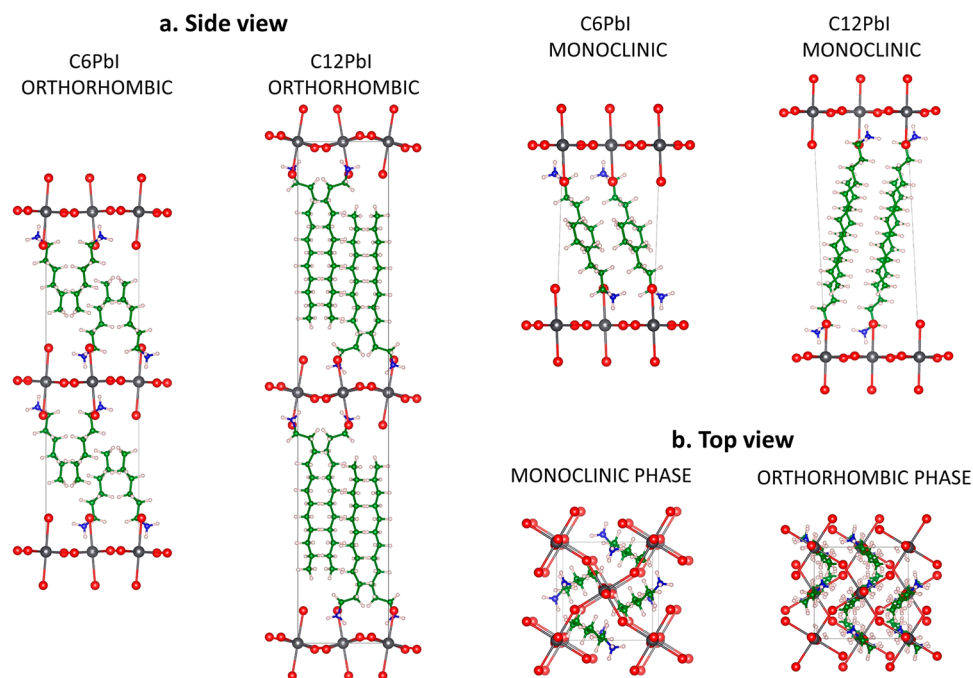 a. Side view
C6PbI
ORTHORHOMBIC
C12PbI
ORTHORHOMBIC
C6PbI
MONOCLINIC
C12PbI
MONOCLINIC
b. Top view
MONOCLINIC PHASE
ORTHORHOMBIC PHASE